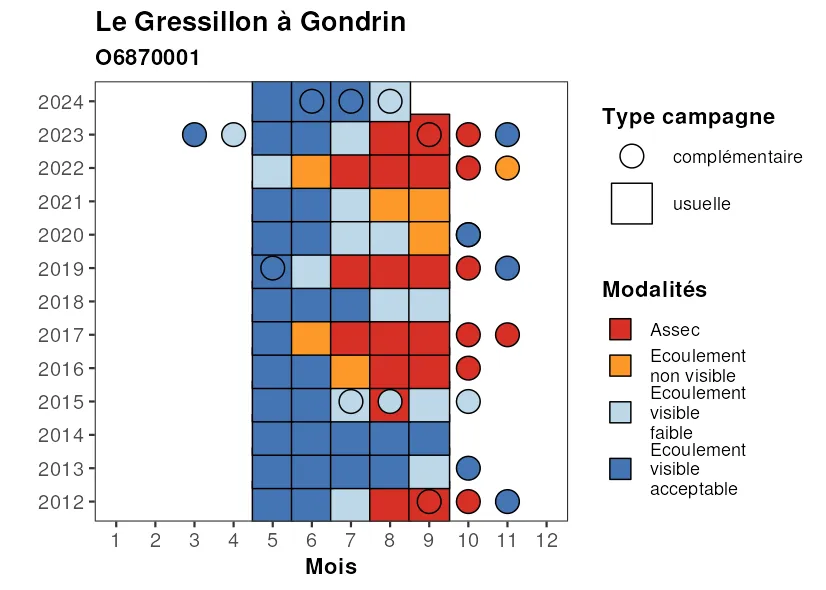 Le Gressillon à Gondrin
O6870001
2024
2023
2022
2021
2020
2019
2018
2017
2016
2015
2014
2013
2012
1 2 3 4 5 6 7 8 9 10 11 12
Mois
Type campagne
complémentaire
usuelle
Modalités
Assec
Ecoulement
non visible
Ecoulement
visible
faible
Ecoulement
visible
acceptable